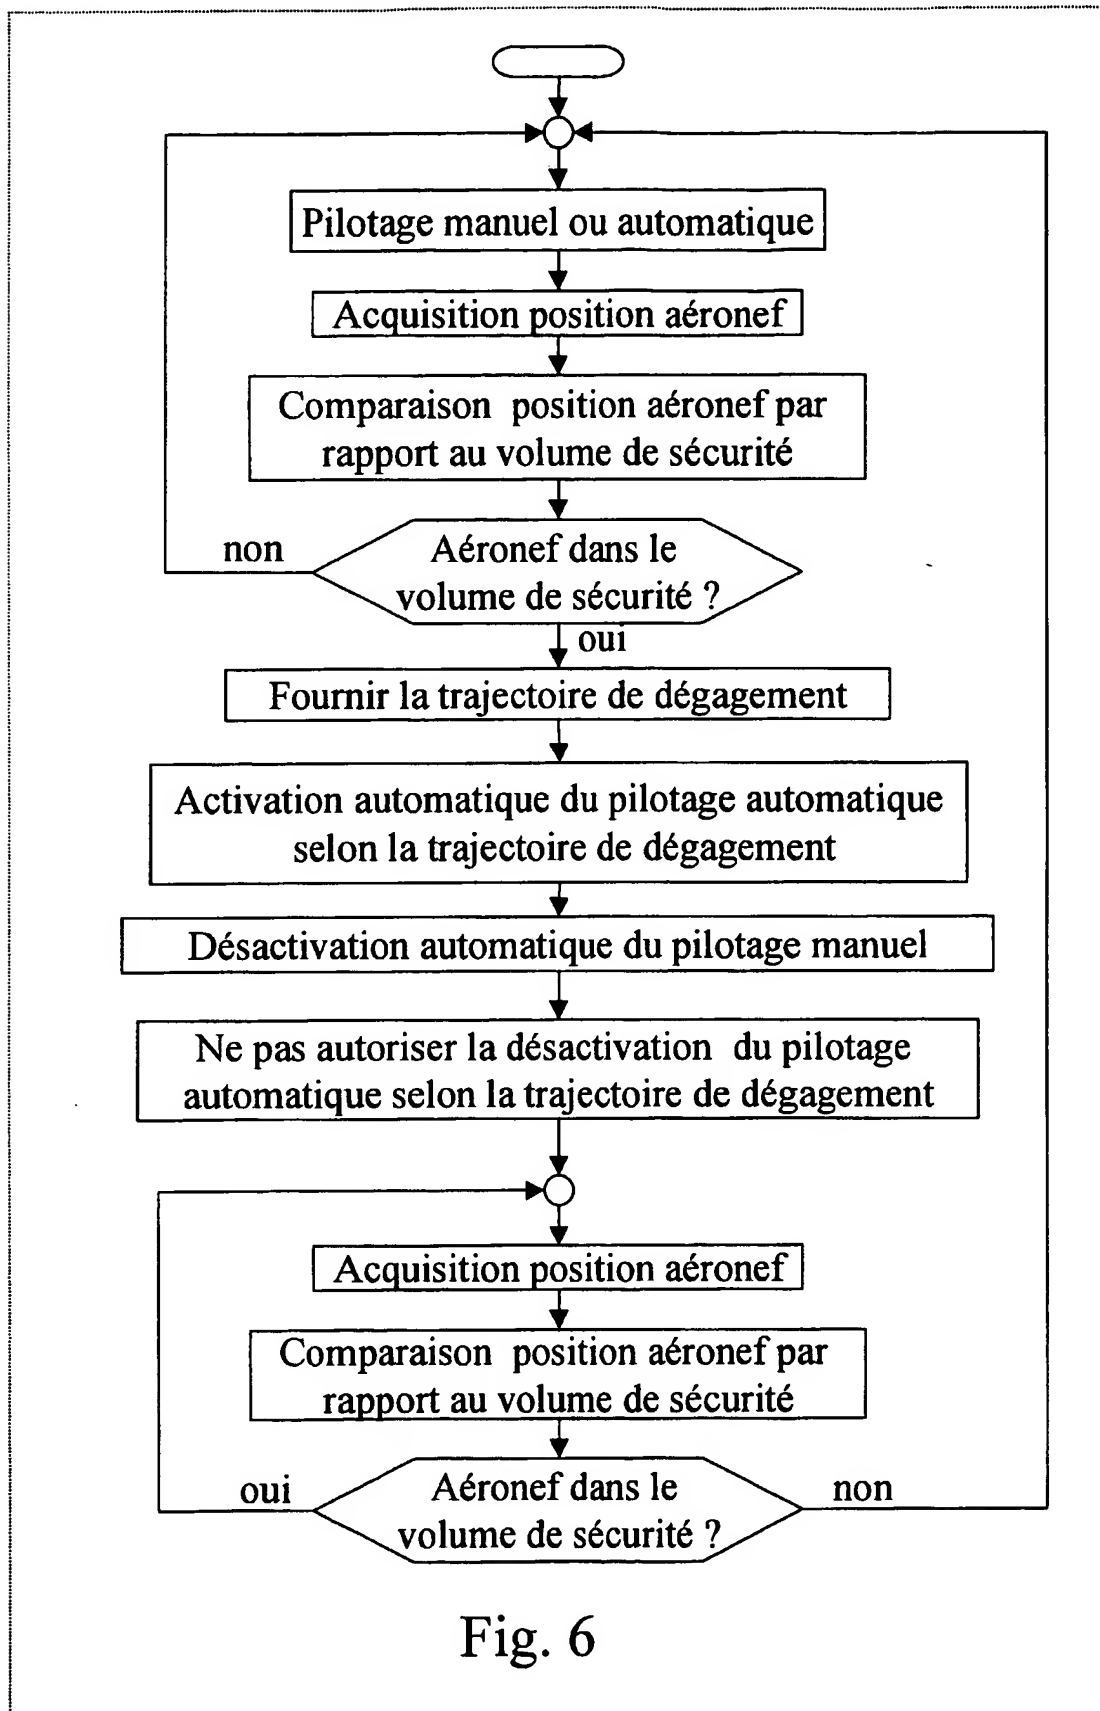 Pilotage manuel ou automatique
Acquisition position aéronef
Comparaison position aéronef par
rapport au volume de sécurité
non
Aéronef dans le
volume de sécurité ?
oui
Fournir la trajectoire de dégagement
Activation automatique du pilotage automatique
selon la trajectoire de dégagement
Désactivation automatique du pilotage manuel
Ne pas autoriser la désactivation du pilotage
automatique selon la trajectoire de dégagement
Acquisition position aéronef
Comparaison position aéronef par
rapport au volume de sécurité
oui
Aéronef dans le
volume de sécurité ?
non
Fig. 6